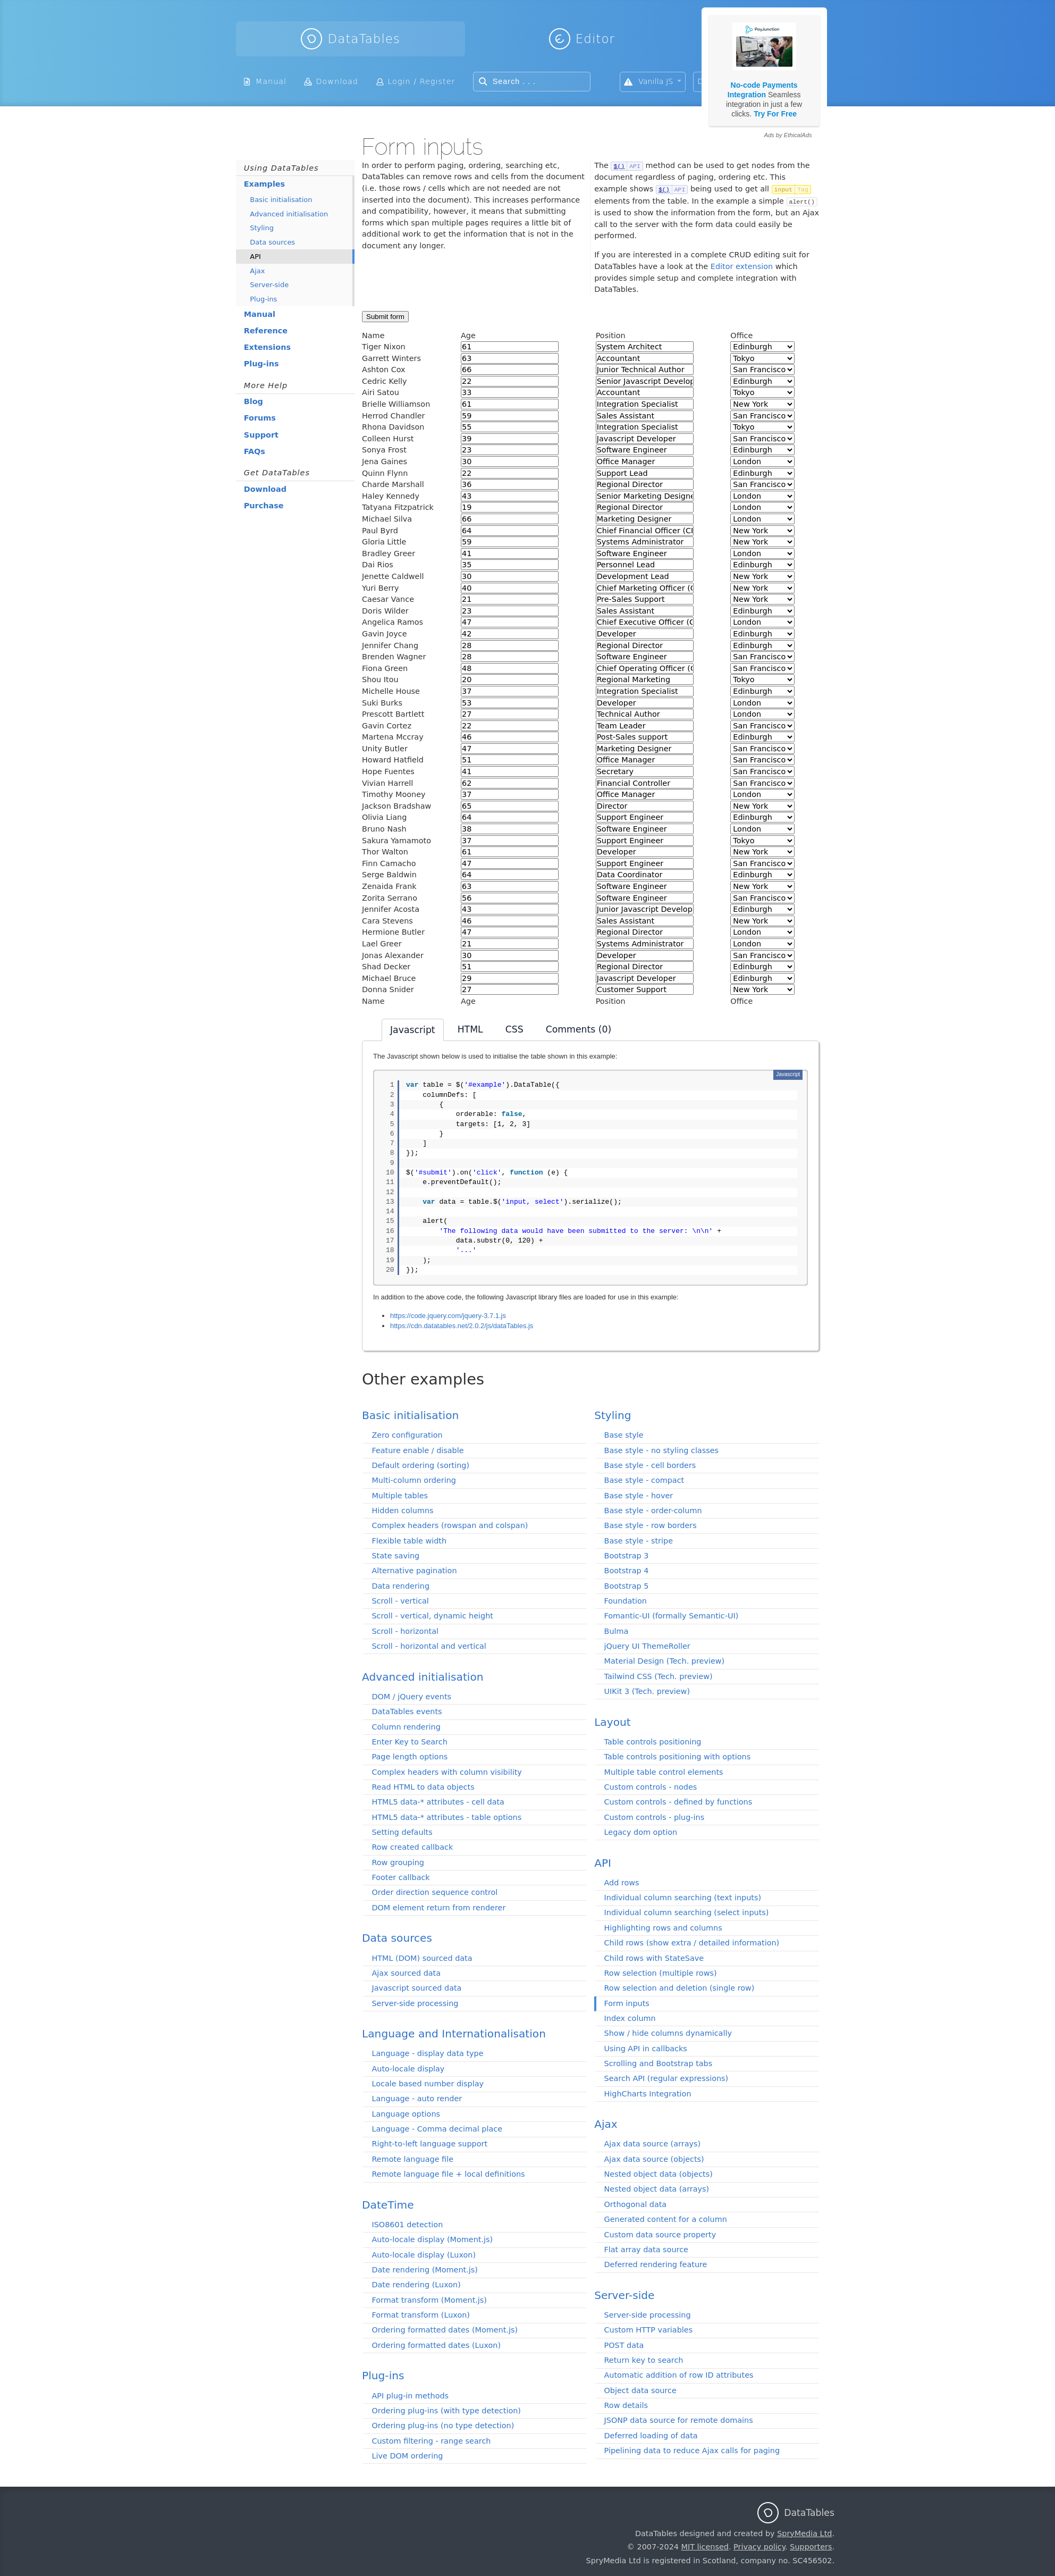 DataTables
Editor
Manual
Download
Login / Register
Search . . .
Vanilla JS
PayJunction
No-code Payments
Integration Seamless
integration in just a few
clicks. Try For Free
Ads by EthicalAds
Form inputs
Using DataTables
Examples
Basic initialisation
Advanced initialisation
Styling
Data sources
API
Ajax
Server-side
Plug-ins
Manual
Reference
Extensions
Plug-ins
More Help
Blog
Forums
Support
FAQs
Get DataTables
Download
Purchase
In order to perform paging, ordering, searching etc,
DataTables can remove rows and cells from the document
(i.e. those rows / cells which are not needed are not
inserted into the document). This increases performance
and compatibility, however, it means that submitting
forms which span multiple pages requires a little bit of
additional work to get the information that is not in the
document any longer.
The $() API method can be used to get nodes from the
document regardless of paging, ordering etc. This
example shows $() API being used to get all input Tag
elements from the table. In the example a simple alert()
is used to show the information from the form, but an Ajax
call to the server with the form data could easily be
performed.
If you are interested in a complete CRUD editing suit for
DataTables have a look at the Editor extension which
provides simple setup and complete integration with
DataTables.
Submit form
Name Age Position Office
Tiger Nixon 61 System Architect Edinburgh
Garrett Winters 63 Accountant Tokyo
Ashton Cox 66 Junior Technical Author San Francisco
Cedric Kelly 22 Senior Javascript Develop Edinburgh
Airi Satou 33 Accountant Tokyo
Brielle Williamson 61 Integration Specialist New York
Herrod Chandler 59 Sales Assistant San Francisco
Rhona Davidson 55 Integration Specialist Tokyo
Colleen Hurst 39 Javascript Developer San Francisco
Sonya Frost 23 Software Engineer Edinburgh
Jena Gaines 30 Office Manager London
Quinn Flynn 22 Support Lead Edinburgh
Charde Marshall 36 Regional Director San Francisco
Haley Kennedy 43 Senior Marketing Designe London
Tatyana Fitzpatrick 19 Regional Director London
Michael Silva 66 Marketing Designer London
Paul Byrd 64 Chief Financial Officer (CF New York
Gloria Little 59 Systems Administrator New York
Bradley Greer 41 Software Engineer London
Dai Rios 35 Personnel Lead Edinburgh
Jenette Caldwell 30 Development Lead New York
Yuri Berry 40 Chief Marketing Officer (C New York
Caesar Vance 21 Pre-Sales Support New York
Doris Wilder 23 Sales Assistant Edinburgh
Angelica Ramos 47 Chief Executive Officer (C London
Gavin Joyce 42 Developer Edinburgh
Jennifer Chang 28 Regional Director Edinburgh
Brenden Wagner 28 Software Engineer San Francisco
Fiona Green 48 Chief Operating Officer (C San Francisco
Shou Itou 20 Regional Marketing Tokyo
Michelle House 37 Integration Specialist Edinburgh
Suki Burks 53 Developer London
Prescott Bartlett 27 Technical Author London
Gavin Cortez 22 Team Leader San Francisco
Martena Mccray 46 Post-Sales support Edinburgh
Unity Butler 47 Marketing Designer San Francisco
Howard Hatfield 51 Office Manager San Francisco
Hope Fuentes 41 Secretary San Francisco
Vivian Harrell 62 Financial Controller San Francisco
Timothy Mooney 37 Office Manager London
Jackson Bradshaw 65 Director New York
Olivia Liang 64 Support Engineer Edinburgh
Bruno Nash 38 Software Engineer London
Sakura Yamamoto 37 Support Engineer Tokyo
Thor Walton 61 Developer New York
Finn Camacho 47 Support Engineer San Francisco
Serge Baldwin 64 Data Coordinator Edinburgh
Zenaida Frank 63 Software Engineer New York
Zorita Serrano 56 Software Engineer San Francisco
Jennifer Acosta 43 Junior Javascript Develop Edinburgh
Cara Stevens 46 Sales Assistant New York
Hermione Butler 47 Regional Director London
Lael Greer 21 Systems Administrator London
Jonas Alexander 30 Developer San Francisco
Shad Decker 51 Regional Director Edinburgh
Michael Bruce 29 Javascript Developer Edinburgh
Donna Snider 27 Customer Support New York
Name Age Position Office
Javascript HTML CSS Comments (0)
The Javascript shown below is used to initialise the table shown in this example:
Javascript
1 var table = $('#example').DataTable({
2 columnDefs: [
3 {
4 orderable: false,
5 targets: [1, 2, 3]
6 }
7 ]
8 });
9
10 $('#submit').on('click', function (e) {
11 e.preventDefault();
12
13 var data = table.$('input, select').serialize();
14
15 alert(
16 'The following data would have been submitted to the server: \n\n' +
17 data.substr(0, 120) +
18 '...'
19 );
20 });
In addition to the above code, the following Javascript library files are loaded for use in this example:
https://code.jquery.com/jquery-3.7.1.js
https://cdn.datatables.net/2.0.2/js/dataTables.js
Other examples
Basic initialisation
Zero configuration
Feature enable / disable
Default ordering (sorting)
Multi-column ordering
Multiple tables
Hidden columns
Complex headers (rowspan and colspan)
Flexible table width
State saving
Alternative pagination
Data rendering
Scroll - vertical
Scroll - vertical, dynamic height
Scroll - horizontal
Scroll - horizontal and vertical
Advanced initialisation
DOM / jQuery events
DataTables events
Column rendering
Enter Key to Search
Page length options
Complex headers with column visibility
Read HTML to data objects
HTML5 data-* attributes - cell data
HTML5 data-* attributes - table options
Setting defaults
Row created callback
Row grouping
Footer callback
Order direction sequence control
DOM element return from renderer
Data sources
HTML (DOM) sourced data
Ajax sourced data
Javascript sourced data
Server-side processing
Language and Internationalisation
Language - display data type
Auto-locale display
Locale based number display
Language - auto render
Language options
Language - Comma decimal place
Right-to-left language support
Remote language file
Remote language file + local definitions
DateTime
ISO8601 detection
Auto-locale display (Moment.js)
Auto-locale display (Luxon)
Date rendering (Moment.js)
Date rendering (Luxon)
Format transform (Moment.js)
Format transform (Luxon)
Ordering formatted dates (Moment.js)
Ordering formatted dates (Luxon)
Plug-ins
API plug-in methods
Ordering plug-ins (with type detection)
Ordering plug-ins (no type detection)
Custom filtering - range search
Live DOM ordering
Styling
Base style
Base style - no styling classes
Base style - cell borders
Base style - compact
Base style - hover
Base style - order-column
Base style - row borders
Base style - stripe
Bootstrap 3
Bootstrap 4
Bootstrap 5
Foundation
Fomantic-UI (formally Semantic-UI)
Bulma
jQuery UI ThemeRoller
Material Design (Tech. preview)
Tailwind CSS (Tech. preview)
UIKit 3 (Tech. preview)
Layout
Table controls positioning
Table controls positioning with options
Multiple table control elements
Custom controls - nodes
Custom controls - defined by functions
Custom controls - plug-ins
Legacy dom option
API
Add rows
Individual column searching (text inputs)
Individual column searching (select inputs)
Highlighting rows and columns
Child rows (show extra / detailed information)
Child rows with StateSave
Row selection (multiple rows)
Row selection and deletion (single row)
Form inputs
Index column
Show / hide columns dynamically
Using API in callbacks
Scrolling and Bootstrap tabs
Search API (regular expressions)
HighCharts Integration
Ajax
Ajax data source (arrays)
Ajax data source (objects)
Nested object data (objects)
Nested object data (arrays)
Orthogonal data
Generated content for a column
Custom data source property
Flat array data source
Deferred rendering feature
Server-side
Server-side processing
Custom HTTP variables
POST data
Return key to search
Automatic addition of row ID attributes
Object data source
Row details
JSONP data source for remote domains
Deferred loading of data
Pipelining data to reduce Ajax calls for paging
DataTables
DataTables designed and created by SpryMedia Ltd.
© 2007-2024 MIT licensed. Privacy policy. Supporters.
SpryMedia Ltd is registered in Scotland, company no. SC456502.